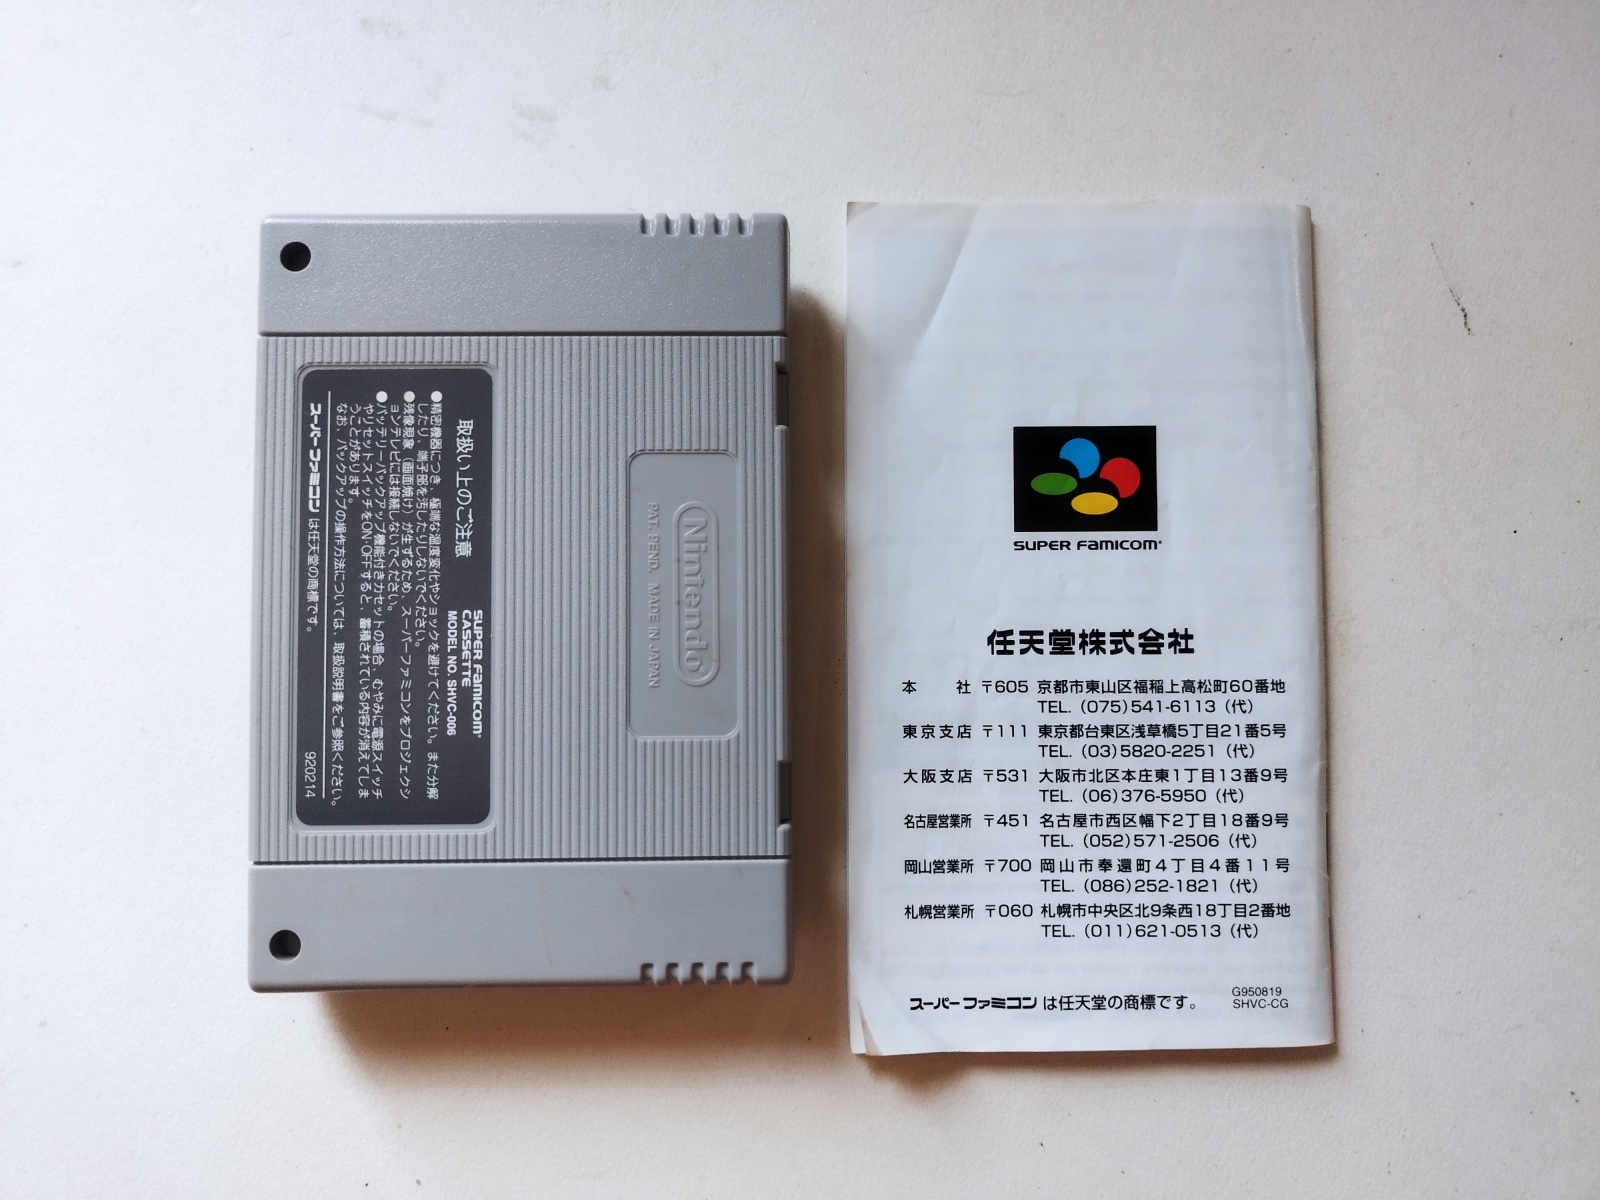 取扱い上のご注意
SUPER FAMICOM
CASSETTE
MODEL NO. SHVC-006
●精密機器につき、極端な温度変化やショックを避けてください。また分解
したり、端子部を汚したりしないでください。
●残像現象（画面焼け）が生ずるため、スーパーファミコンをプロジェクシ
ョンテレビには接続しないでください。
●バッテリーバックアップ機能付きカセットの場合、むやみに電源スイッチ
やリセットスイッチをON·OFFすると、蓄積されている内容が消えてしま
うことがあります。
なお、バックアップの操作方法については、取扱説明書をご参照ください。
スーパーファミコンは任天堂の商標です。
920214
Nintendo
PAT. PEND. MADE IN JAPAN
SUPER FAMICOM
任天堂株式会社
本 社 〒605 京都市東山区福稲上高松町60番地
TEL. (075) 541-6113（代）
東京支店 〒111 東京都台東区浅草橋5丁目21番5号
TEL. (03) 5820-2251（代）
大阪支店 〒531 大阪市北区本庄東1丁目13番9号
TEL. (06) 376-5950（代）
名古屋営業所 〒451 名古屋市西区幅下2丁目18番9号
TEL. (052) 571-2506（代）
岡山営業所 〒700 岡山市奉還町4丁目4番11号
TEL. (086) 252-1821（代）
札幌営業所 〒060 札幌市中央区北9条西18丁目2番地
TEL. (011) 621-0513（代）
スーパーファミコンは任天堂の商標です。
G950819
SHVC-CG